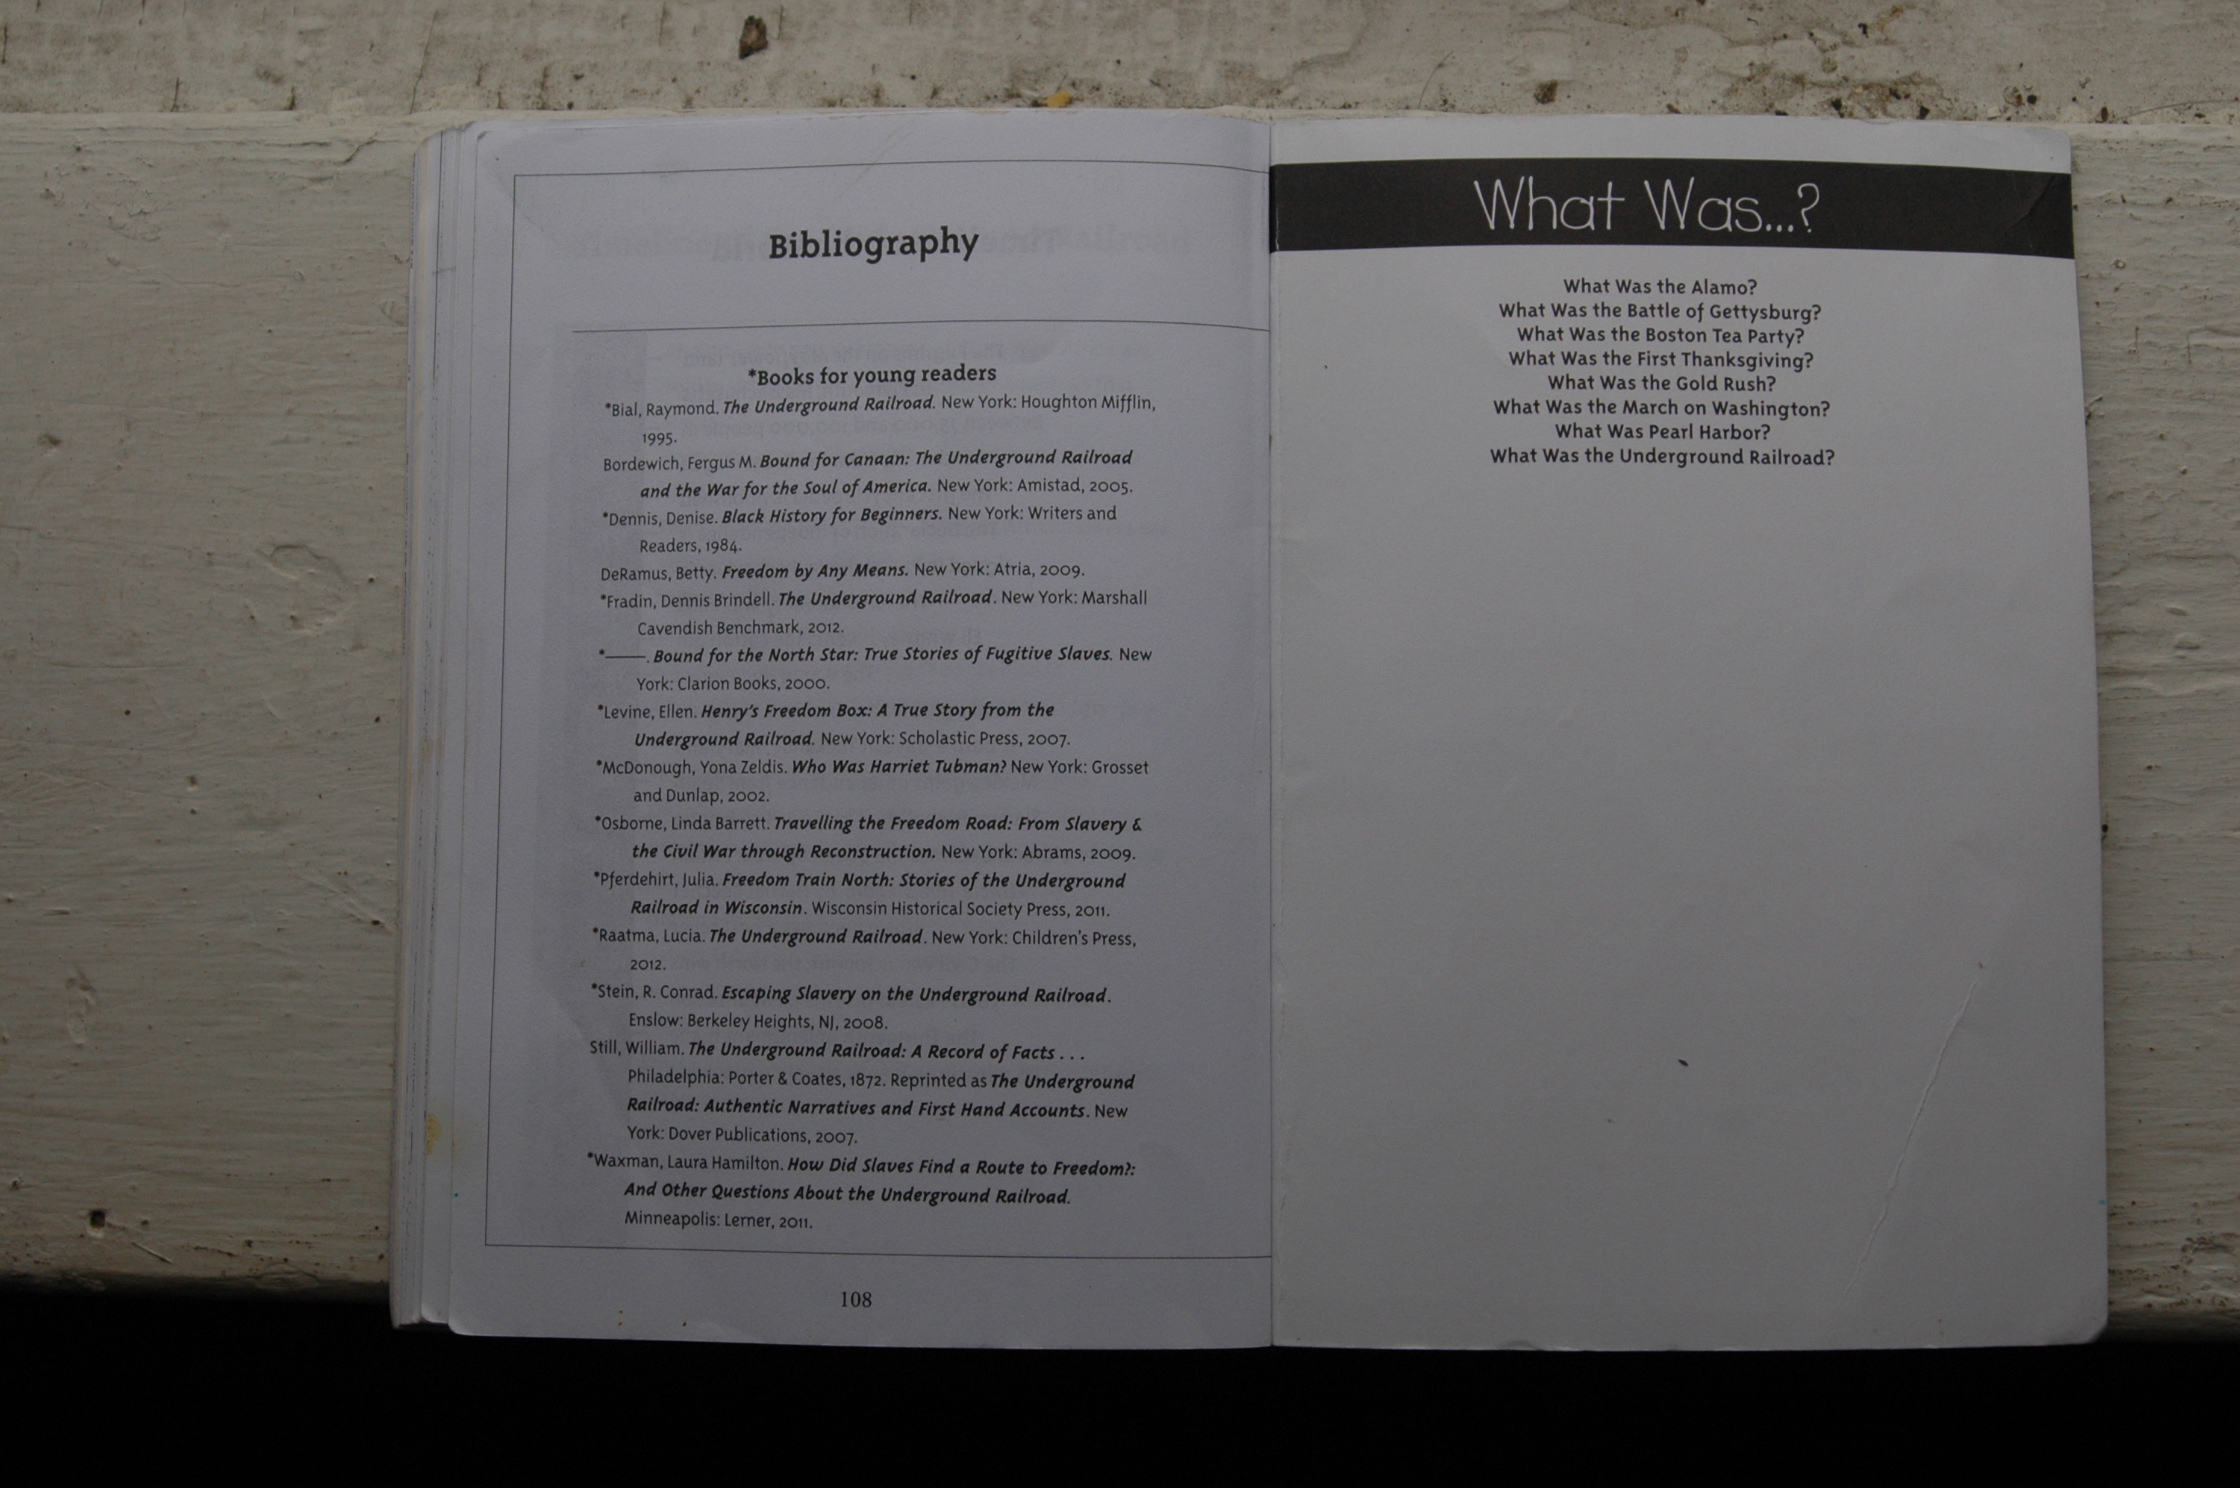 Bibliography
*Books for young readers
*Bial, Raymond. The Underground Railroad. New York: Houghton Mifflin,
1995.
Bordewich, Fergus M. Bound for Canaan: The Underground Railroad
and the War for the Soul of America. New York: Amistad, 2005.
*Dennis, Denise. Black History for Beginners. New York: Writers and
Readers, 1984.
DeRamus, Betty. Freedom by Any Means. New York: Atria, 2009.
*Fradin, Dennis Brindell. The Underground Railroad. New York: Marshall
Cavendish Benchmark, 2012.
*———. Bound for the North Star: True Stories of Fugitive Slaves. New
York: Clarion Books, 2000.
*Levine, Ellen. Henry's Freedom Box: A True Story from the
Underground Railroad. New York: Scholastic Press, 2007.
*McDonough, Yona Zeldis. Who Was Harriet Tubman? New York: Grosset
and Dunlap, 2002.
*Osborne, Linda Barrett. Travelling the Freedom Road: From Slavery &
the Civil War through Reconstruction. New York: Abrams, 2009.
*Pferdehirt, Julia. Freedom Train North: Stories of the Underground
Railroad in Wisconsin. Wisconsin Historical Society Press, 2011.
*Raatma, Lucia. The Underground Railroad. New York: Children's Press,
2012.
*Stein, R. Conrad. Escaping Slavery on the Underground Railroad.
Enslow: Berkeley Heights, NJ, 2008.
Still, William. The Underground Railroad: A Record of Facts . . .
Philadelphia: Porter & Coates, 1872. Reprinted as The Underground
Railroad: Authentic Narratives and First Hand Accounts. New
York: Dover Publications, 2007.
*Waxman, Laura Hamilton. How Did Slaves Find a Route to Freedom?:
And Other Questions About the Underground Railroad.
Minneapolis: Lerner, 2011.
108
What Was...?
What Was the Alamo?
What Was the Battle of Gettysburg?
What Was the Boston Tea Party?
What Was the First Thanksgiving?
What Was the Gold Rush?
What Was the March on Washington?
What Was Pearl Harbor?
What Was the Underground Railroad?